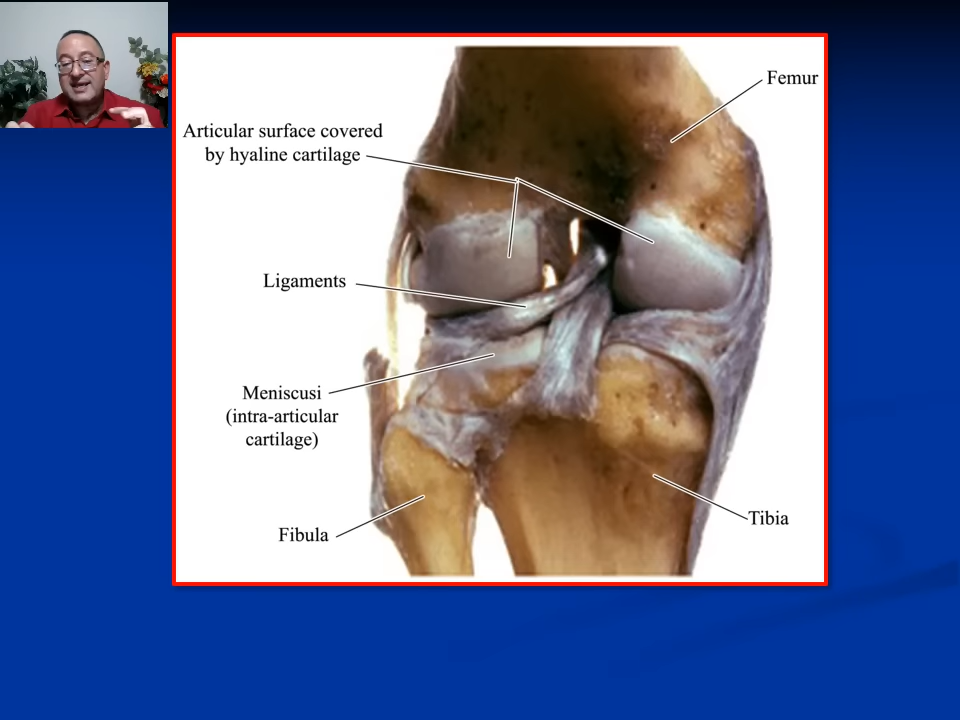 Femur
Articular surface covered
by hyaline cartilage
Ligaments
Meniscusi
(intra-articular
cartilage)
Fibula
Tibia